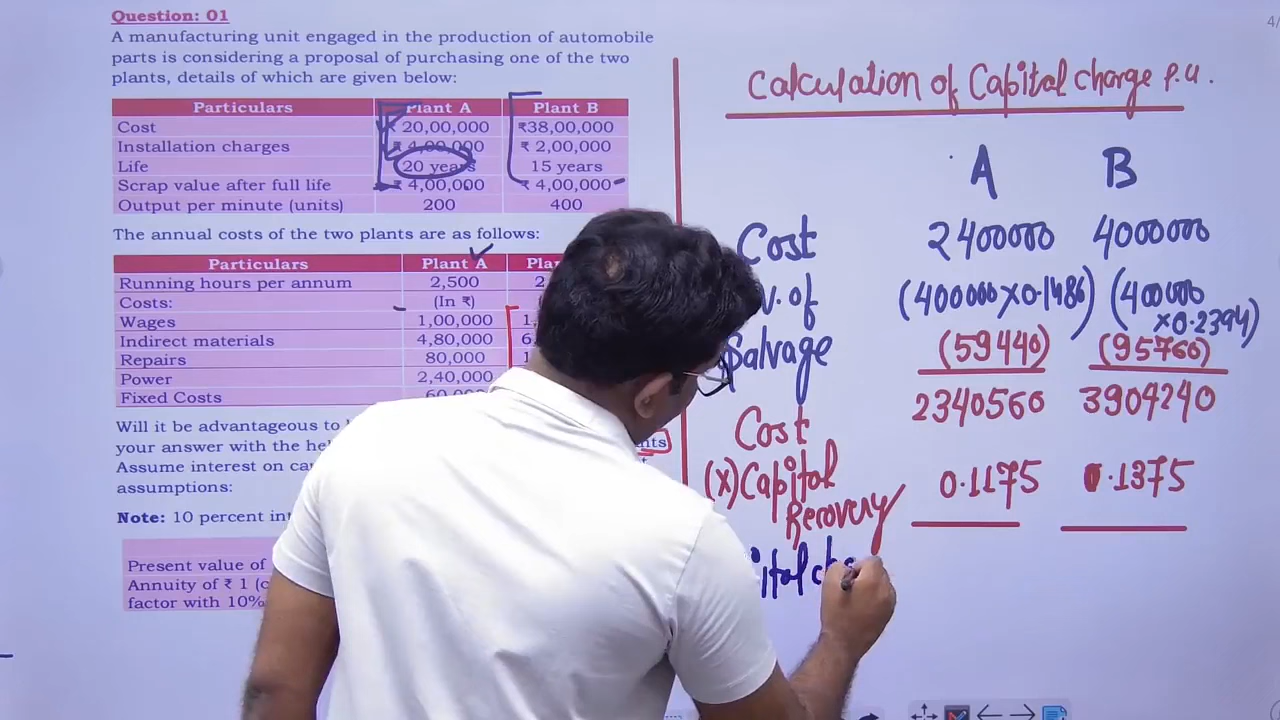 Question: 01
A manufacturing unit engaged in the production of automobile
parts is considering a proposal of purchasing one of the two
plants, details of which are given below:
Particulars Plant A Plant B
Cost ₹ 20,00,000 ₹38,00,000
Installation charges ₹ 4,00,000 ₹ 2,00,000
Life 20 years 15 years
Scrap value after full life ₹ 4,00,000 ₹ 4,00,000
Output per minute (units) 200 400
The annual costs of the two plants are as follows:
Particulars Plant A
Running hours per annum 2,500
Costs: (In ₹)
Wages 1,00,000
Indirect materials 4,80,000
Repairs 80,000
Power 2,40,000
Fixed Costs
Will it be advantageous to
your answer with the
Assume interest on
assumptions:
Note: 10 percent
Present value of
Annuity of ₹ 1
factor with 10%
Calculation of Capital charge P.U.
A B
Cost 2400000 4000000
of (400000×0.1486) (400000
×0.2394)
Salvage (59440) (95760)
2340560 3904240
Cost
(×) Capital 0.1175 0.1375
Recovery